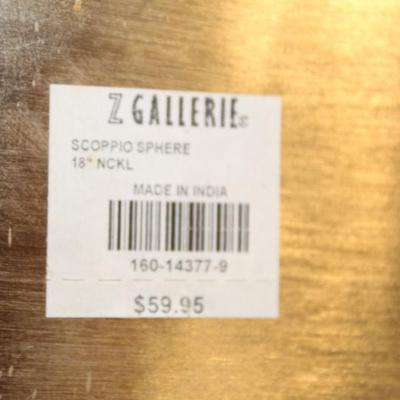 Z GALLERIE
SCOPPIO SPHERE
18" NCKL
MADE IN INDIA
160-14377-9
$59.95